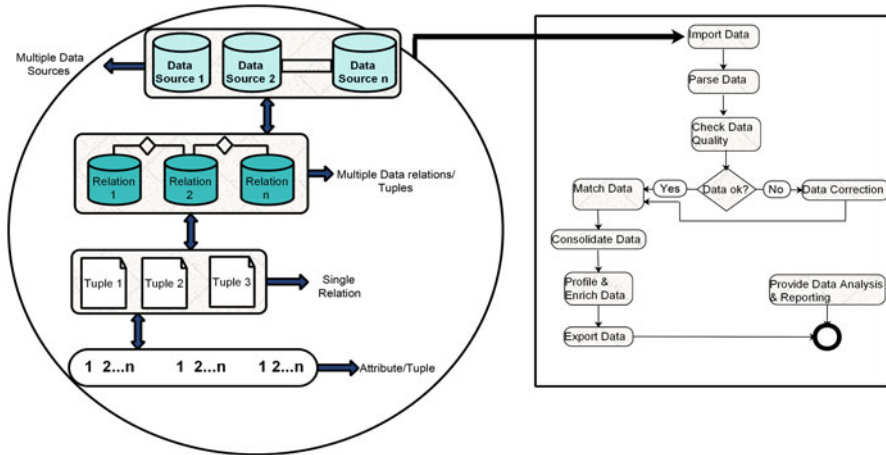 Multiple Data
Sources
Data
Source 1
Data
Source 2
Data
Source n
Relation
1
Relation
2
Relation
n
Multiple Data relations/
Tuples
Tuple 1
Tuple 2
Tuple 3
Single
Relation
1 2...n
1 2...n
1 2...n
Attribute/Tuple
Import Data
Parse Data
Check Data
Quality
Data ok?
Yes
No
Match Data
Data Correction
Consolidate Data
Profile &
Enrich Data
Provide Data Analysis
& Reporting
Export Data